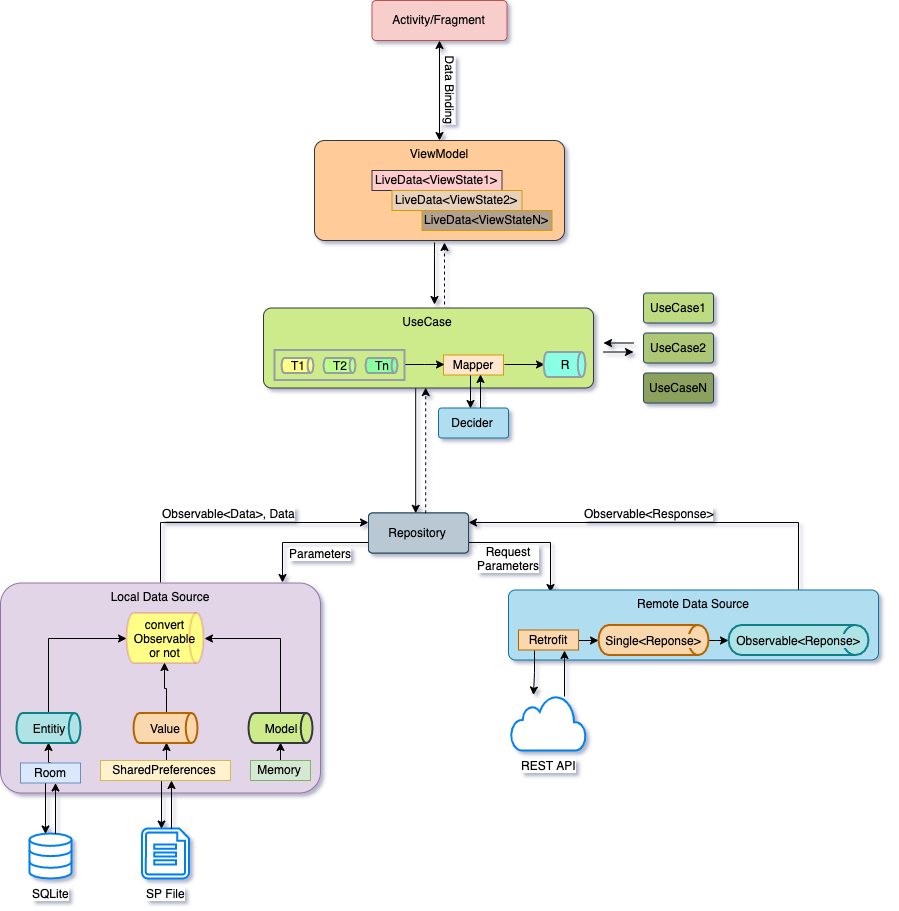 Activity/Fragment
Data Binding
ViewModel
LiveData<ViewState1>
LiveData<ViewState2>
LiveData<ViewStateN>
UseCase
T1
T2
Tn
Mapper
R
UseCase1
UseCase2
UseCaseN
Decider
Observable<Data>, Data
Repository
Observable<Response>
Parameters
Request
Parameters
Local Data Source
convert
Observable
or not
Entitiy
Value
Model
Room
SharedPreferences
Memory
SQLite
SP File
Remote Data Source
Retrofit
Single<Reponse>
Observable<Reponse>
REST API